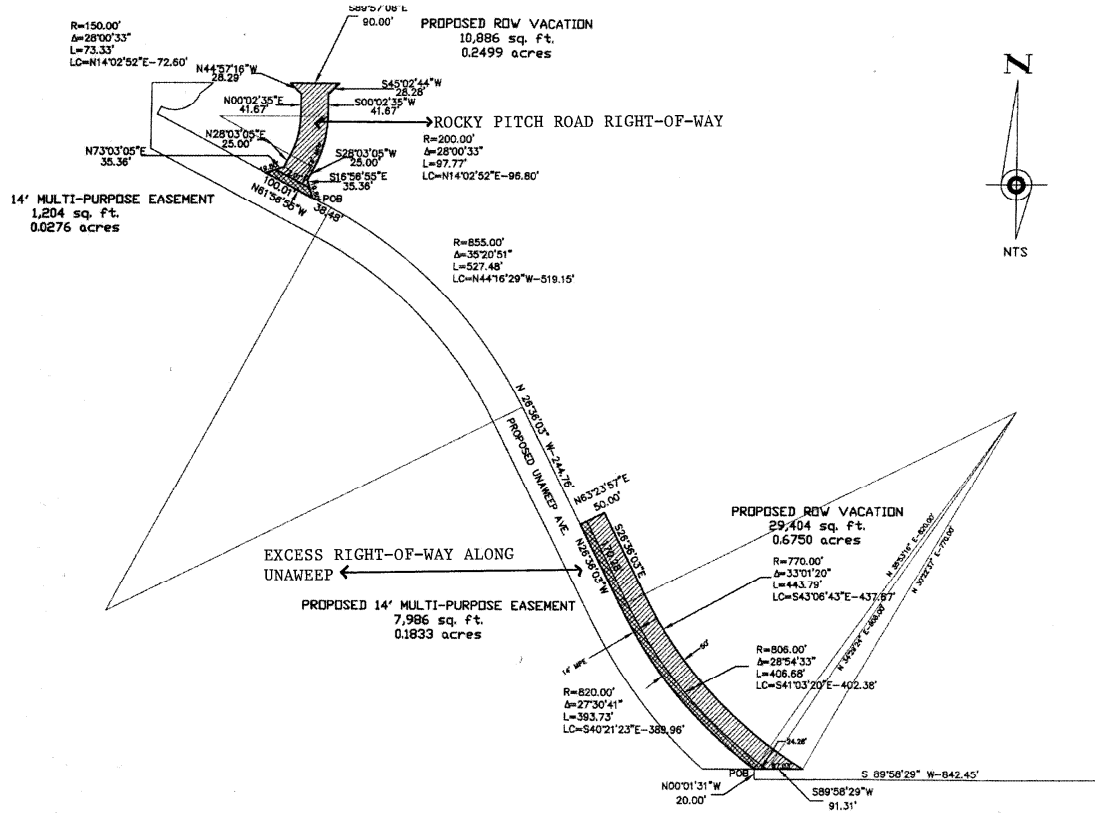 S89°57'08"E
90.00'
PROPOSED ROW VACATION
10,886 sq. ft.
0.2499 acres
R=150.00'
Δ=28°00'33"
L=73.33'
LC=N14°02'52"E-72.60'
N44°57'16"W
28.29'
S45°02'44"W
28.28'
N00°02'35"E
41.67'
S00°02'35"W
41.67'
ROCKY PITCH ROAD RIGHT-OF-WAY
R=200.00'
Δ=28°00'33"
L=97.77'
LC=N14°02'52"E-96.80'
N28°03'05"E
25.00'
S28°03'05"W
25.00'
N73°03'05"E
35.36'
S16°56'55"E
35.36'
POB
100.01'
N61°56'55"W
38.48'
14' MULTI-PURPOSE EASEMENT
1,204 sq. ft.
0.0276 acres
N
NTS
R=855.00'
Δ=35°20'51"
L=527.48'
LC=N44°16'29"W-519.15'
N 26°36'03" W-244.76'
PROPOSED UNAWEEP AVE.
N63°23'57"E
50.00'
S26°36'03"E
N26°36'03"W
PROPOSED ROW VACATION
29,404 sq. ft.
0.6750 acres
EXCESS RIGHT-OF-WAY ALONG
UNAWEEP
R=770.00'
Δ=33°01'20"
L=443.79'
LC=S43°06'43"E-437.67'
PROPOSED 14' MULTI-PURPOSE EASEMENT
7,986 sq. ft.
0.1833 acres
14' MPE
50'
R=806.00'
Δ=28°54'33"
L=406.68'
LC=S41°03'20"E-402.38'
R=820.00'
Δ=27°30'41"
L=393.73'
LC=S40°21'23"E-389.96'
24.28'
POB
S 89°58'29" W-842.45'
N00°01'31"W
20.00'
S89°58'29"W
91.31'